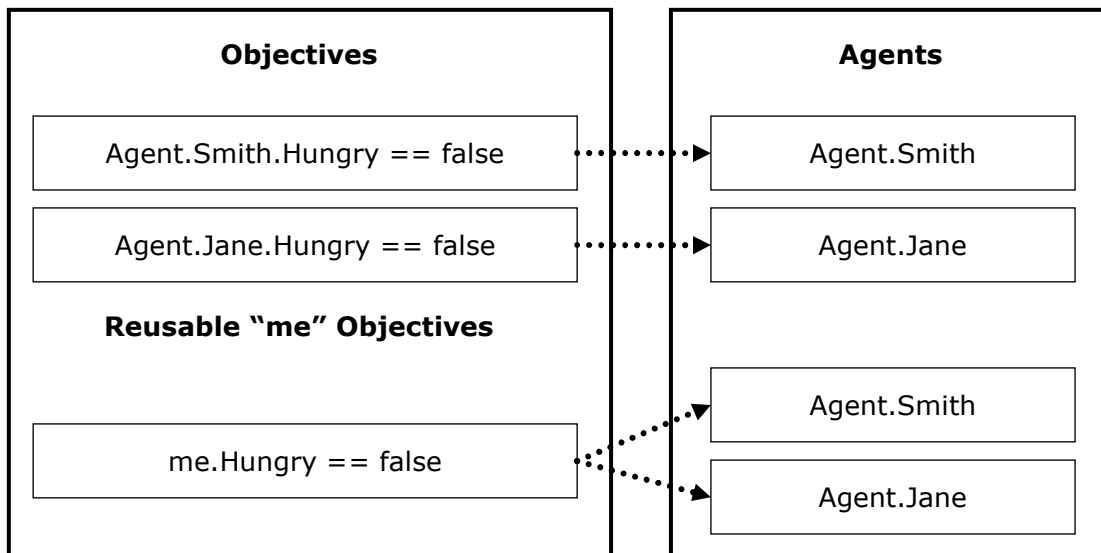 Objectives
Agent.Smith.Hungry == false
Agent.Jane.Hungry == false
Reusable “me” Objectives
me.Hungry == false
Agents
Agent.Smith
Agent.Jane
Agent.Smith
Agent.Jane